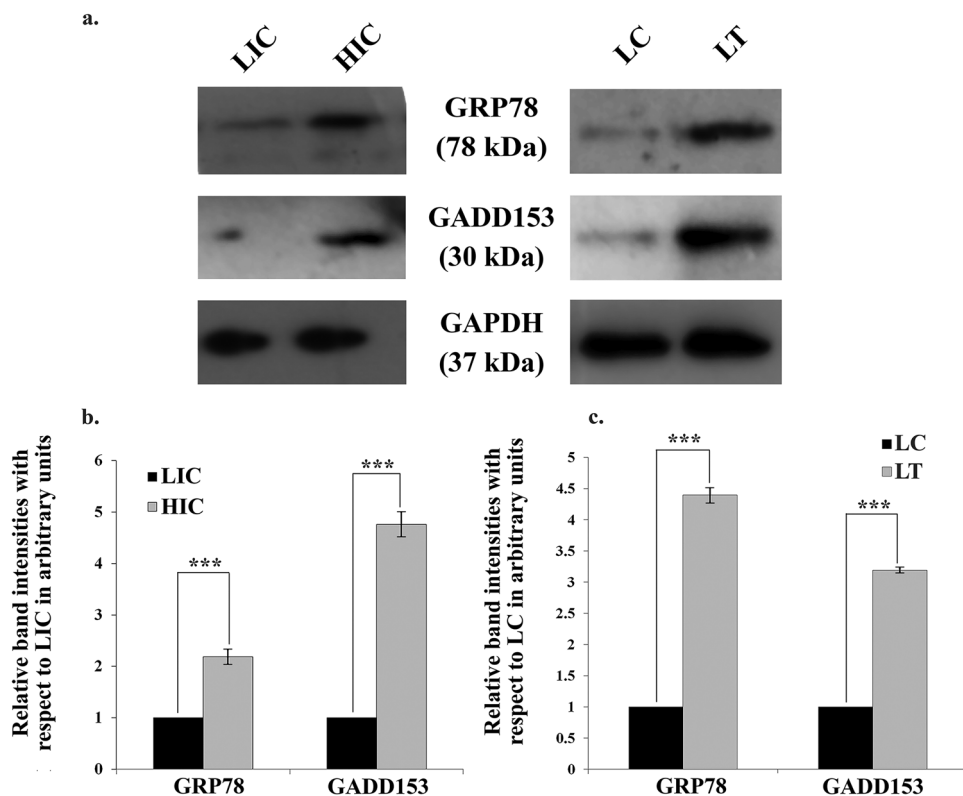 a.
LIC HIC LC LT
GRP78
(78 kDa)
GADD153
(30 kDa)
GAPDH
(37 kDa)
b.
Relative band intensities with
respect to LIC in arbitrary units
6
5
4
3
2
1
0
LIC
HIC
***
***
GRP78 GADD153
c.
Relative band intensities with
respect to LC in arbitrary units
5
4.5
4
3.5
3
2.5
2
1.5
1
0.5
0
LC
LT
***
***
GRP78 GADD153